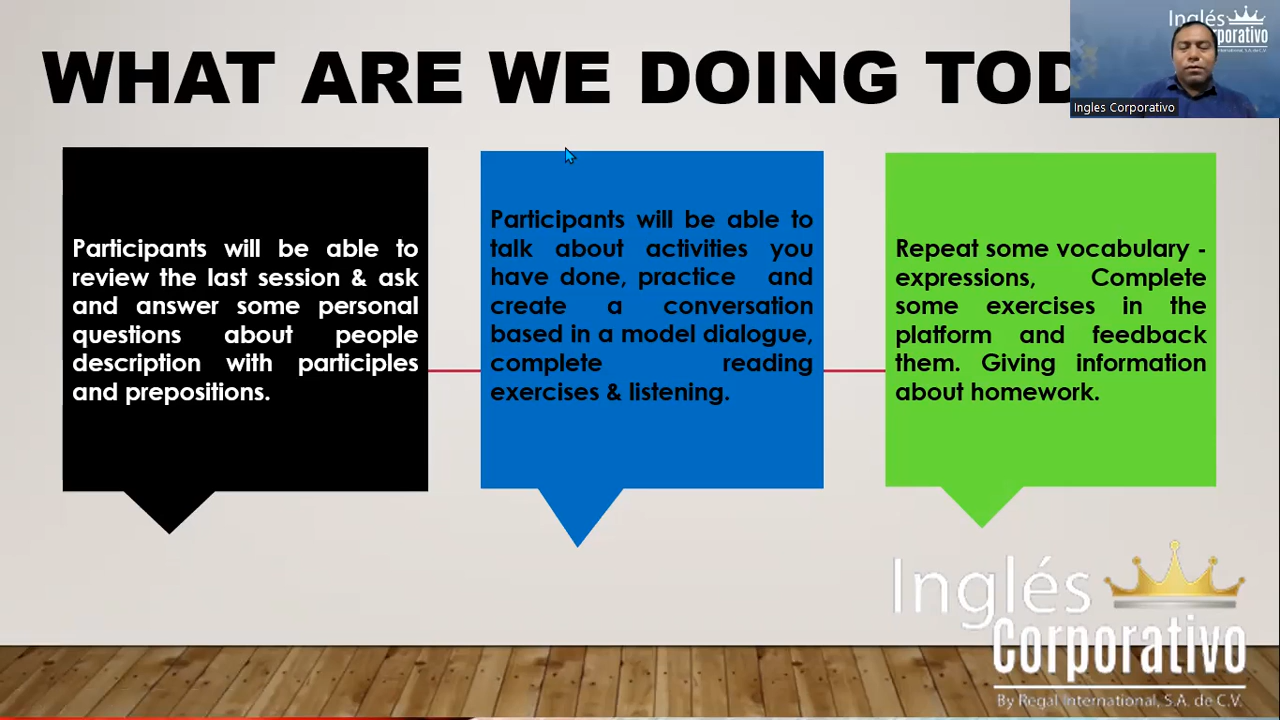 WHAT ARE WE DOING TOD
Inglés
Corporativo
Ingles Corporativo
Participants will be able to
review the last session & ask
and answer some personal
questions about people
description with participles
and prepositions.
Participants will be able to
talk about activities you
have done, practice and
create a conversation
based in a model dialogue,
complete reading
exercises & listening.
Repeat some vocabulary -
expressions, Complete
some exercises in the
platform and feedback
them. Giving information
about homework.
Inglés
Corporativo
By Regal International, S.A. de C.V.